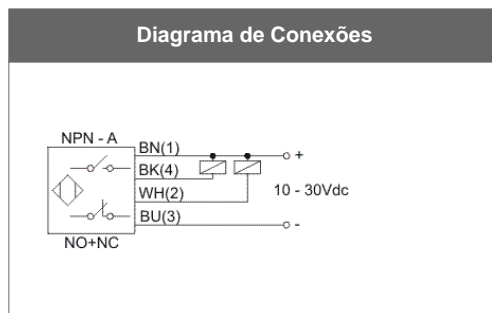 Diagrama de Conexões
NPN - A
BN(1)
+
BK(4)
WH(2)
10 - 30Vdc
BU(3)
-
NO+NC